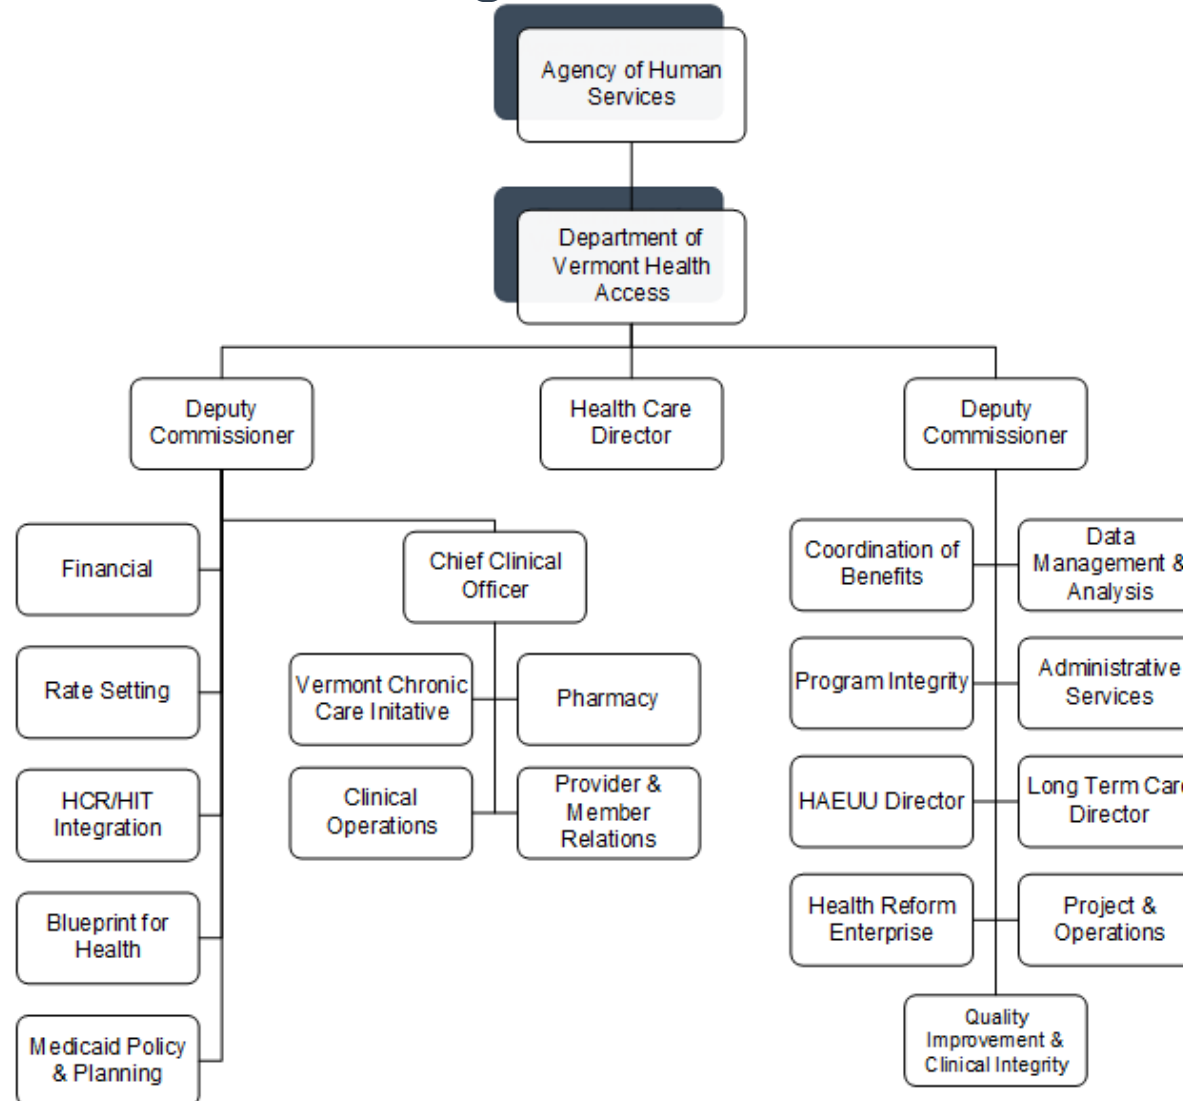 Agency of Human
Services
Department of
Vermont Health
Access
Deputy
Commissioner
Health Care
Director
Deputy
Commissioner
Financial
Rate Setting
HCR/HIT
Integration
Blueprint for
Health
Medicaid Policy
& Planning
Chief Clinical
Officer
Vermont Chronic
Care Initative
Pharmacy
Clinical
Operations
Provider &
Member
Relations
Coordination of
Benefits
Data
Management &
Analysis
Program Integrity
Administrative
Services
HAEUU Director
Long Term Care
Director
Health Reform
Enterprise
Project &
Operations
Quality
Improvement &
Clinical Integrity